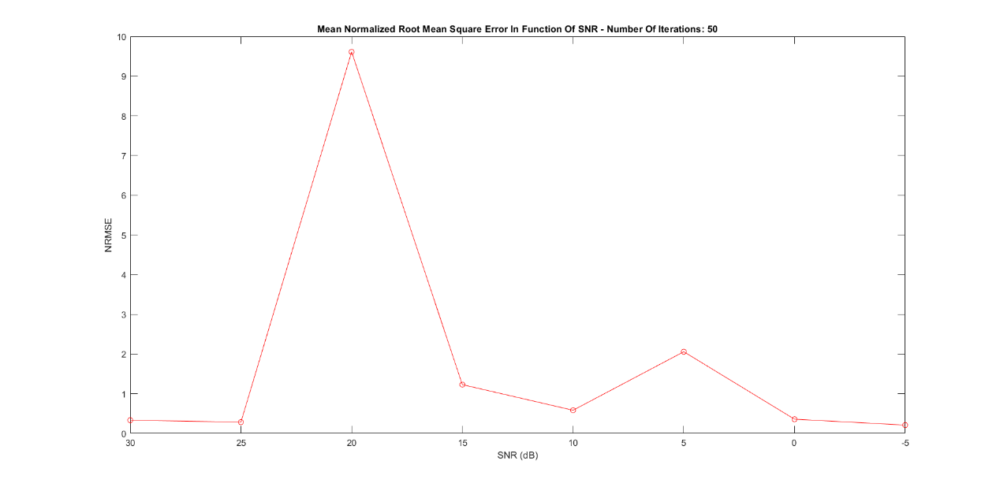 Mean Normalized Root Mean Square Error In Function Of SNR - Number Of Iterations: 50
10
9
8
7
6
5
4
3
2
1
0
NRMSE
30 25 20 15 10 5 0 -5
SNR (dB)